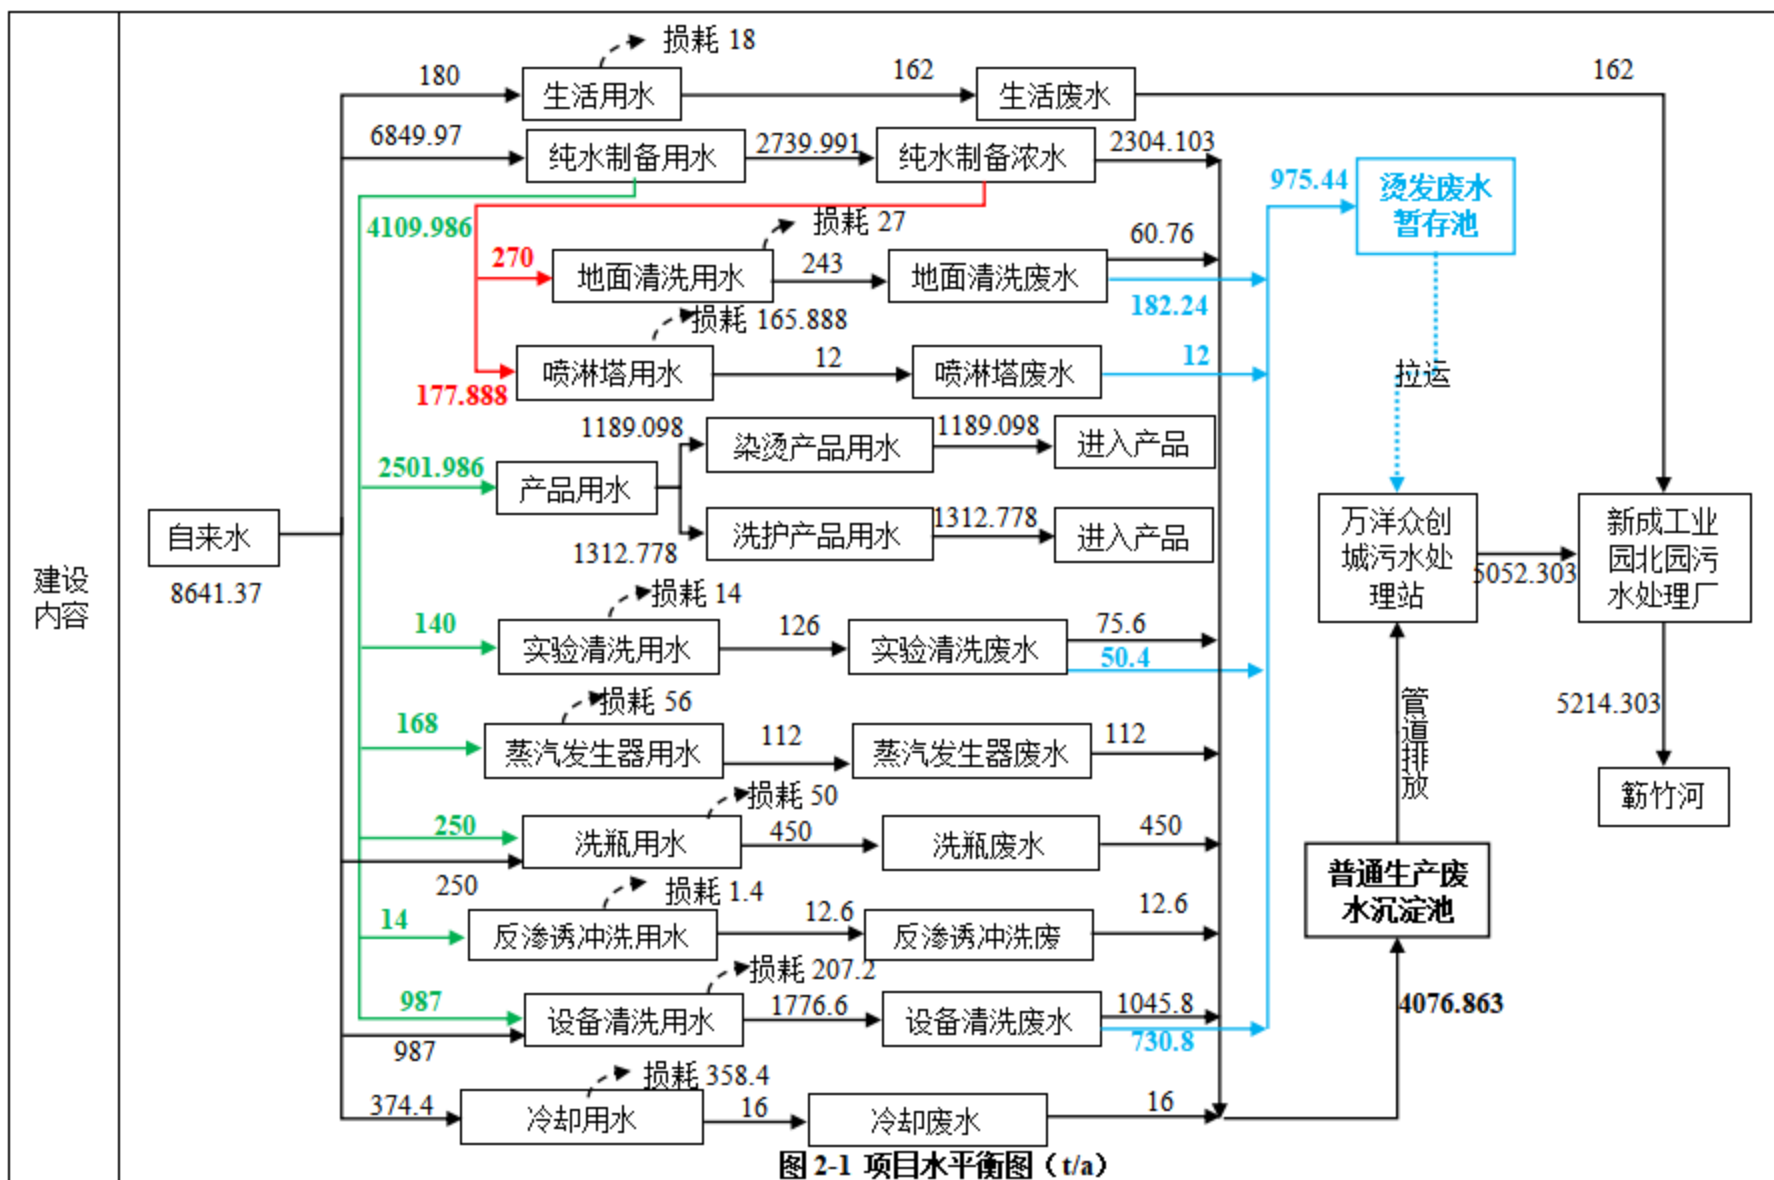 损耗 18
180
生活用水
162
生活废水
162
6849.97
纯水制备用水
2739.991
纯水制备浓水
2304.103
975.44
烫发废水
暂存池
4109.986
损耗 27
270
地面清洗用水
243
地面清洗废水
60.76
182.24
损耗 165.888
177.888
喷淋塔用水
12
喷淋塔废水
12
拉运
1189.098
染烫产品用水
1189.098
进入产品
2501.986
产品用水
1312.778
洗护产品用水
1312.778
进入产品
自来水
8641.37
建设
内容
万洋众创
城污水处
理站
5052.303
新成工业
园北园污
水处理厂
损耗 14
140
实验清洗用水
126
实验清洗废水
75.6
50.4
损耗 56
168
蒸汽发生器用水
112
蒸汽发生器废水
112
管道排放
5214.303
簕竹河
损耗 50
250
洗瓶用水
450
洗瓶废水
450
250
普通生产废
水沉淀池
损耗 1.4
14
反渗透冲洗用水
12.6
反渗透冲洗废
12.6
损耗 207.2
987
设备清洗用水
1776.6
设备清洗废水
1045.8
730.8
987
4076.863
损耗 358.4
374.4
冷却用水
16
冷却废水
16
图 2-1 项目水平衡图（t/a）